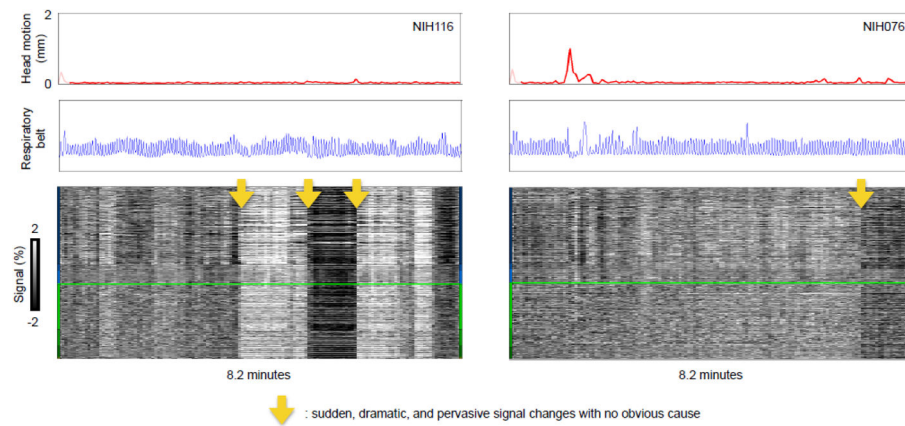 NIH116
NIH076
Head motion
(mm)
2
0
Respiratory
belt
Signal (%)
2
-2
8.2 minutes
8.2 minutes
: sudden, dramatic, and pervasive signal changes with no obvious cause